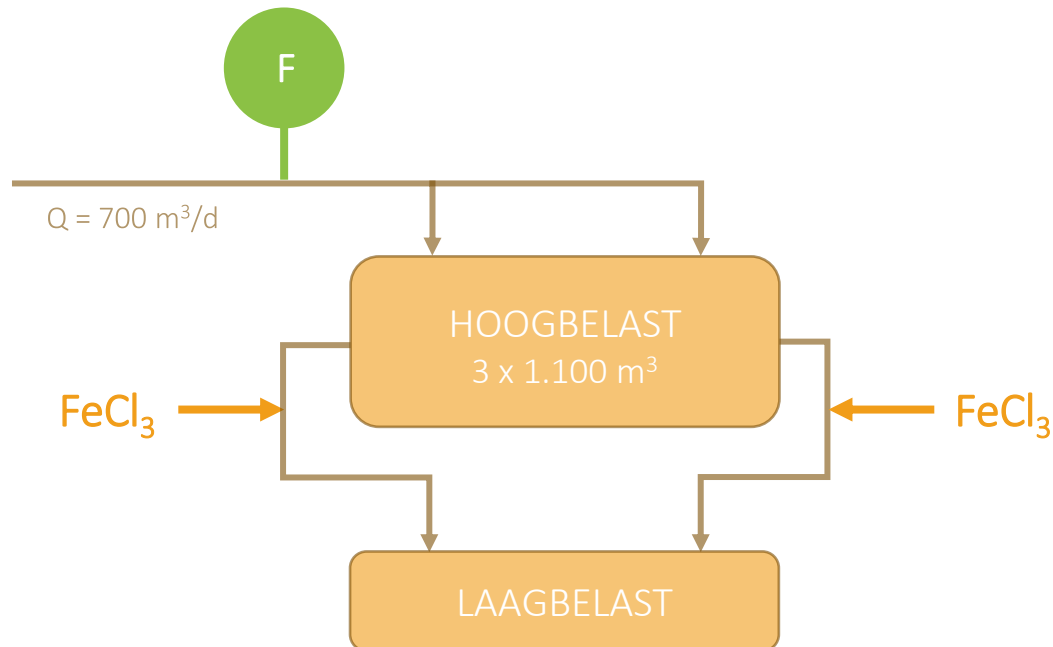 F
Q = 700 m³/d
HOOGBELAST
3 x 1.100 m³
FeCl₃
FeCl₃
LAAGBELAST